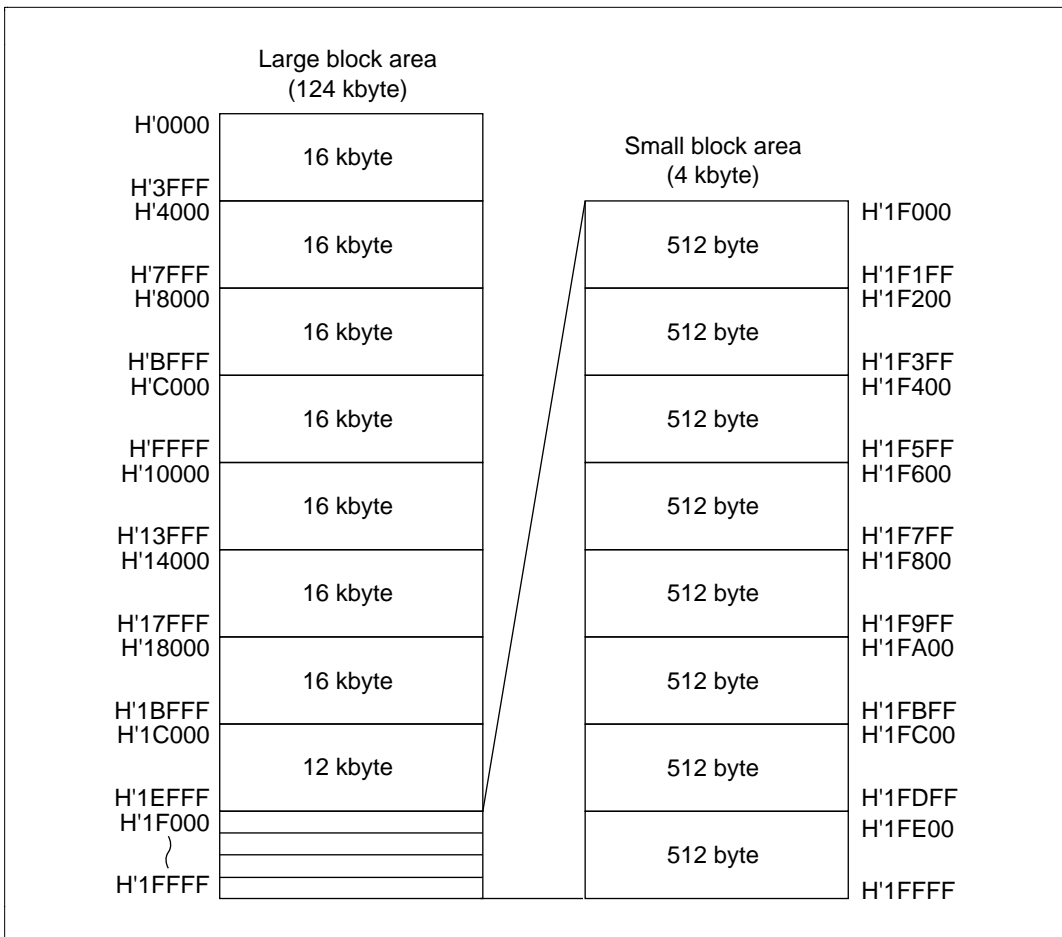 Large block area
(124 kbyte)
H'0000
16 kbyte
H'3FFF
H'4000
16 kbyte
H'7FFF
H'8000
16 kbyte
H'BFFF
H'C000
16 kbyte
H'FFFF
H'10000
16 kbyte
H'13FFF
H'14000
16 kbyte
H'17FFF
H'18000
16 kbyte
H'1BFFF
H'1C000
12 kbyte
H'1EFFF
H'1F000
H'1FFFF
Small block area
(4 kbyte)
H'1F000
512 byte
H'1F1FF
H'1F200
512 byte
H'1F3FF
H'1F400
512 byte
H'1F5FF
H'1F600
512 byte
H'1F7FF
H'1F800
512 byte
H'1F9FF
H'1FA00
512 byte
H'1FBFF
H'1FC00
512 byte
H'1FDFF
H'1FE00
512 byte
H'1FFFF